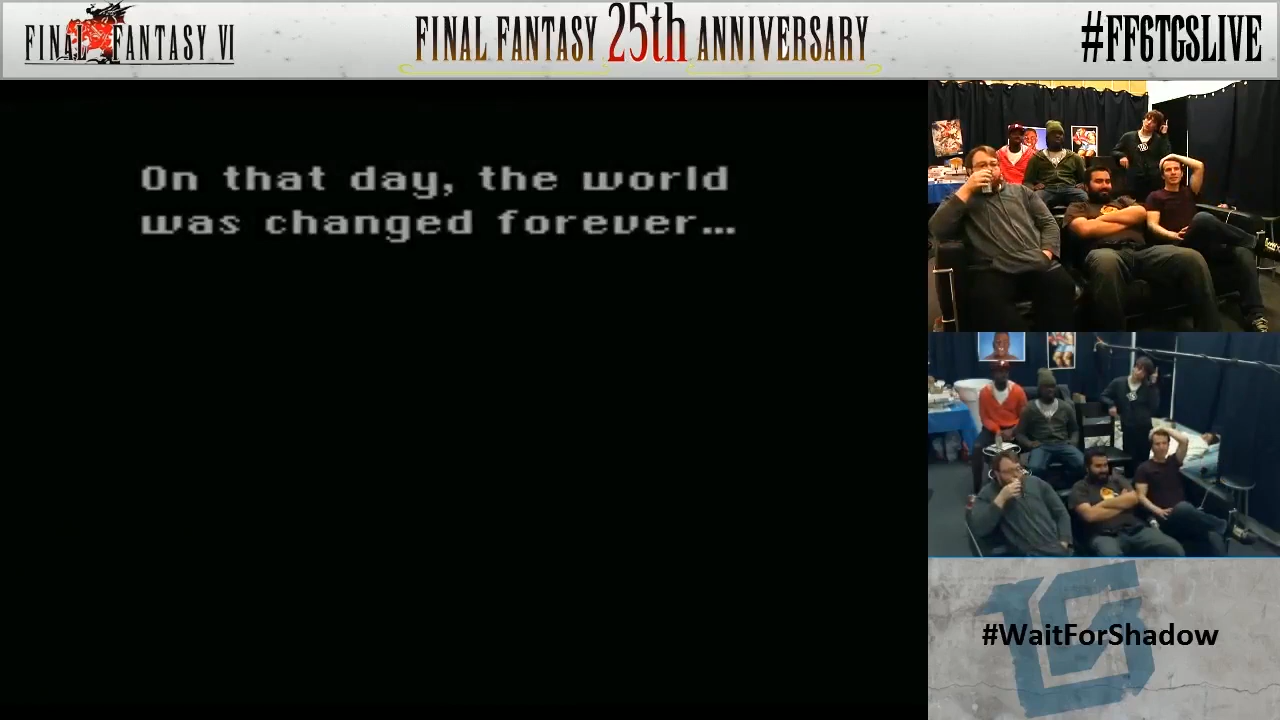 FINAL FANTASY VI
FINAL FANTASY 25th ANNIVERSARY
#FF6TGSLIVE
On that day, the world
was changed forever...
#WaitForShadow